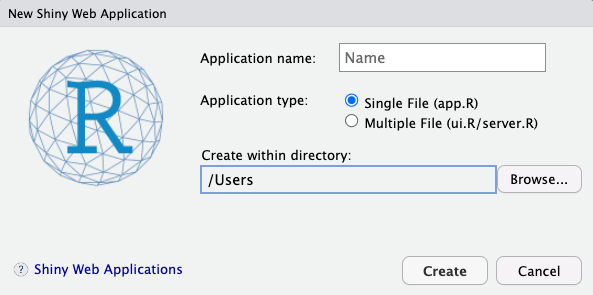 New Shiny Web Application
Application name: Name
Application type: Single File (app.R)
Multiple File (ui.R/server.R)
Create within directory:
/Users Browse...
R
? Shiny Web Applications Create Cancel